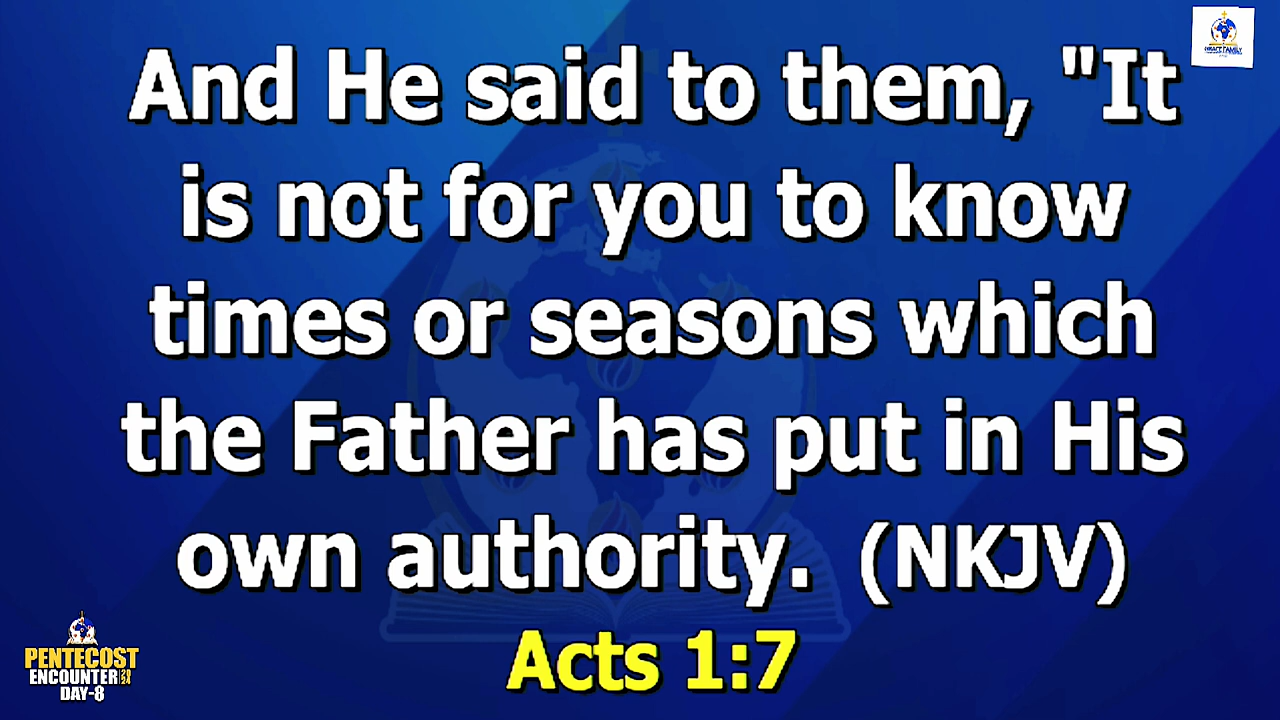 And He said to them, "It
is not for you to know
times or seasons which
the Father has put in His
own authority. (NKJV)
Acts 1:7
PENTECOST
ENCOUNTER 2024
DAY-8